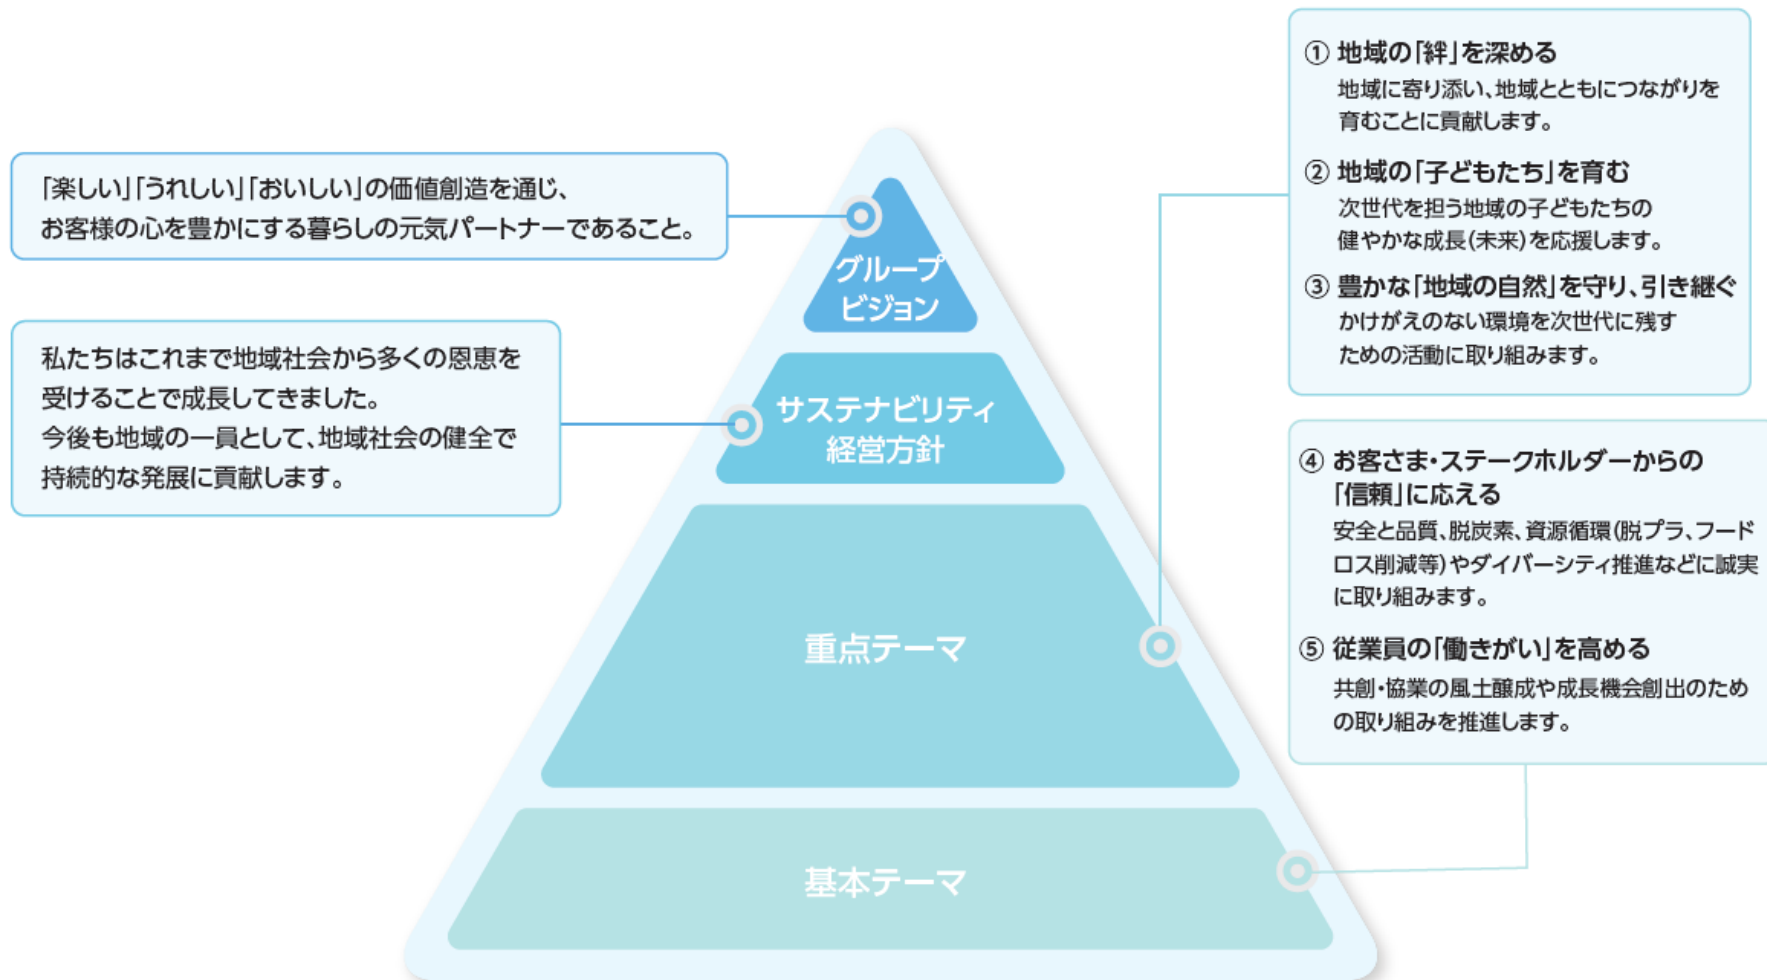 「楽しい」「うれしい」「おいしい」の価値創造を通じ、
お客様の心を豊かにする暮らしの元気パートナーであること。
私たちはこれまで地域社会から多くの恩恵を
受けることで成長してきました。
今後も地域の一員として、地域社会の健全で
持続的な発展に貢献します。
グループ
ビジョン
サステナビリティ
経営方針
重点テーマ
基本テーマ
① 地域の「絆」を深める
地域に寄り添い、地域とともにつながりを
育むことに貢献します。
② 地域の「子どもたち」を育む
次世代を担う地域の子どもたちの
健やかな成長(未来)を応援します。
③ 豊かな「地域の自然」を守り、引き継ぐ
かけがえのない環境を次世代に残す
ための活動に取り組みます。
④ お客さま・ステークホルダーからの
「信頼」に応える
安全と品質、脱炭素、資源循環(脱プラ、フード
ロス削減等)やダイバーシティ推進などに誠実
に取り組みます。
⑤ 従業員の「働きがい」を高める
共創・協業の風土醸成や成長機会創出のため
の取り組みを推進します。